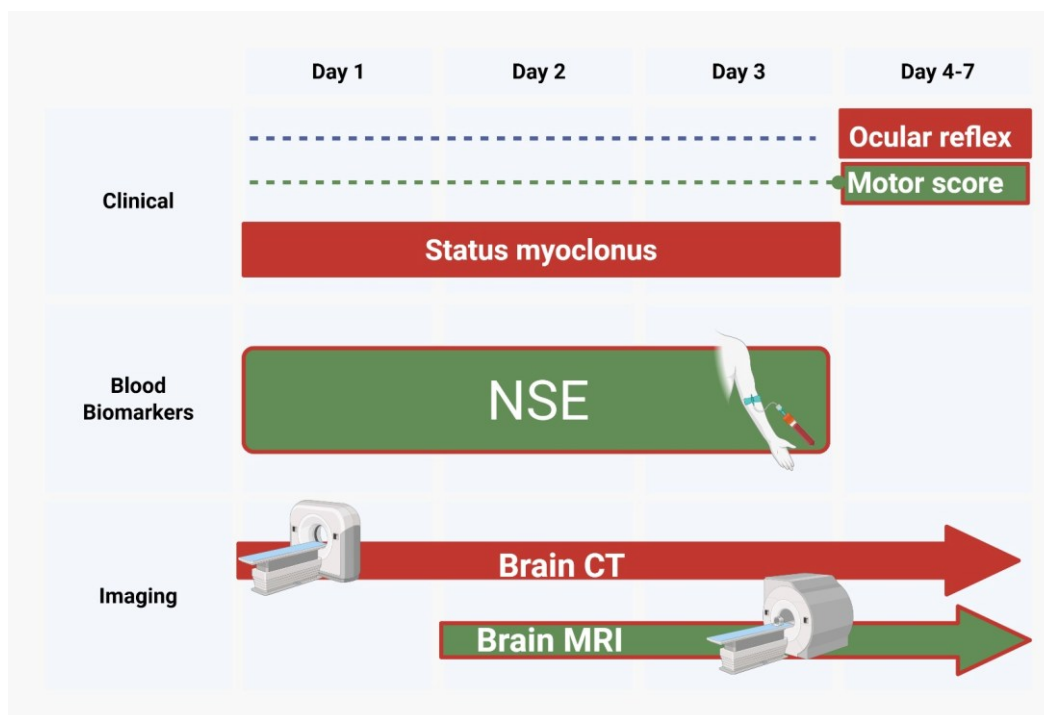 Day 1
Day 2
Day 3
Day 4-7
Clinical
Ocular reflex
Motor score
Status myoclonus
Blood
Biomarkers
NSE
Imaging
Brain CT
Brain MRI